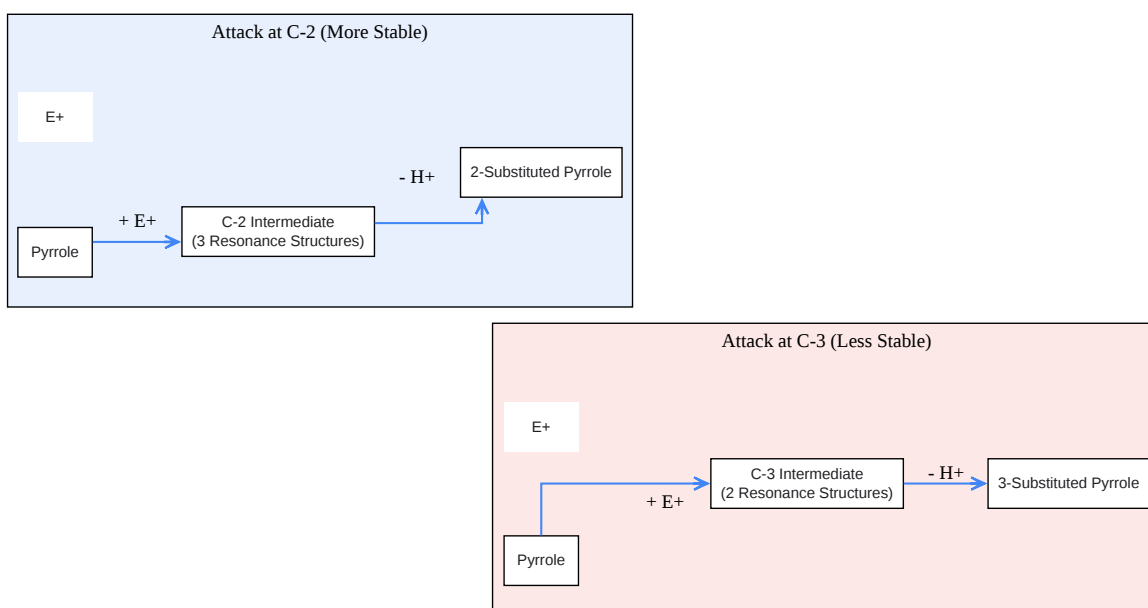 Attack at C-2 (More Stable)
E+
- H+
2-Substituted Pyrrole
+ E+
C-2 Intermediate
(3 Resonance Structures)
Pyrrole
Attack at C-3 (Less Stable)
E+
C-3 Intermediate
(2 Resonance Structures)
- H+
3-Substituted Pyrrole
+ E+
Pyrrole